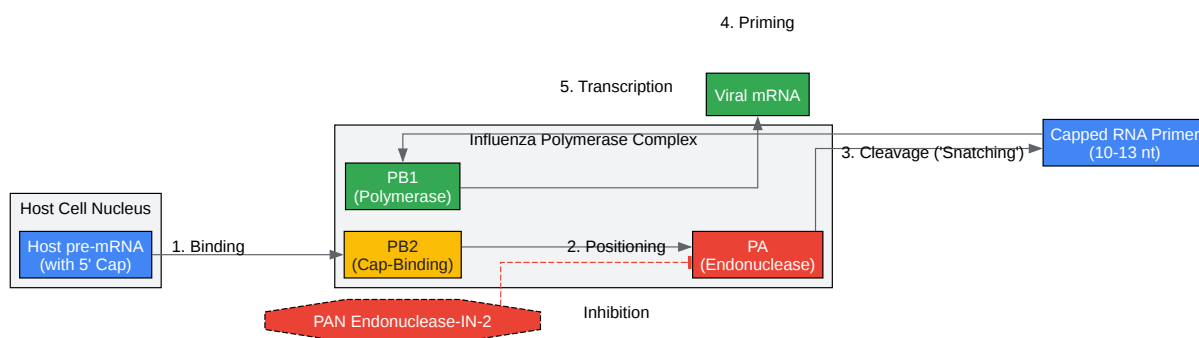 4. Priming
5. Transcription
Viral mRNA
Influenza Polymerase Complex
Capped RNA Primer
(10-13 nt)
3. Cleavage ('Snatching')
PB1
(Polymerase)
Host Cell Nucleus
Host pre-mRNA
(with 5' Cap)
1. Binding
PB2
(Cap-Binding)
2. Positioning
PA
(Endonuclease)
PAN Endonuclease-IN-2
Inhibition